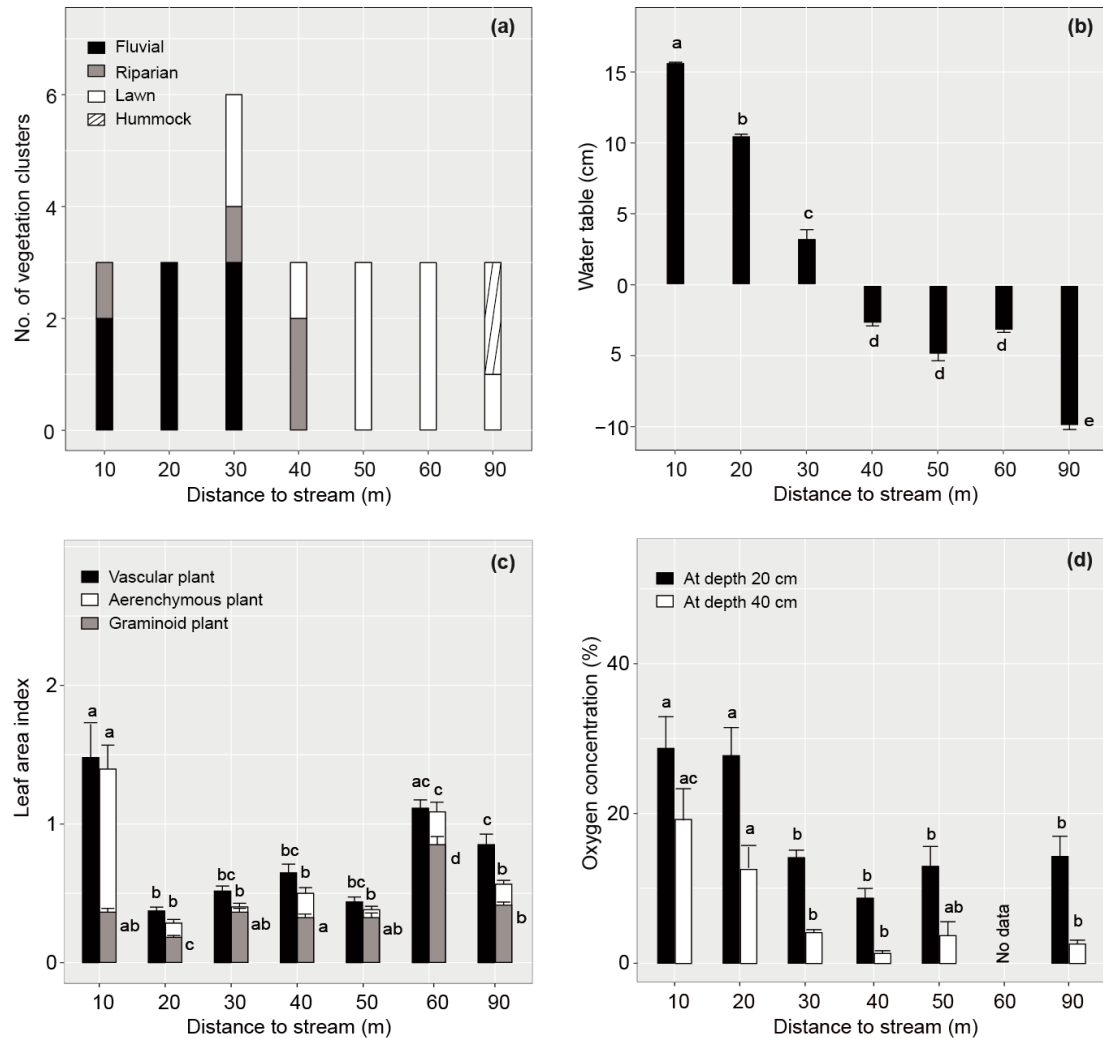 (a)
Fluvial
Riparian
Lawn
Hummock
6
4
2
0
No. of vegetation clusters
10 20 30 40 50 60 90
Distance to stream (m)
(b)
15
10
5
0
5
−10
Water table (cm)
a
b
c
d
d
d
e
10 20 30 40 50 60 90
Distance to stream (m)
(c)
Vascular plant
Aerenchymous plant
Graminoid plant
2
1
0
Leaf area index
a a ab
b b c
bc b ab
bc b a
bc b ab
ac c d
c b b
10 20 30 40 50 60 90
Distance to stream (m)
(d)
At depth 20 cm
At depth 40 cm
40
20
0
Oxygen concentration (%)
a ac
a a
b b
b b
b ab
No data
b b
10 20 30 40 50 60 90
Distance to stream (m)